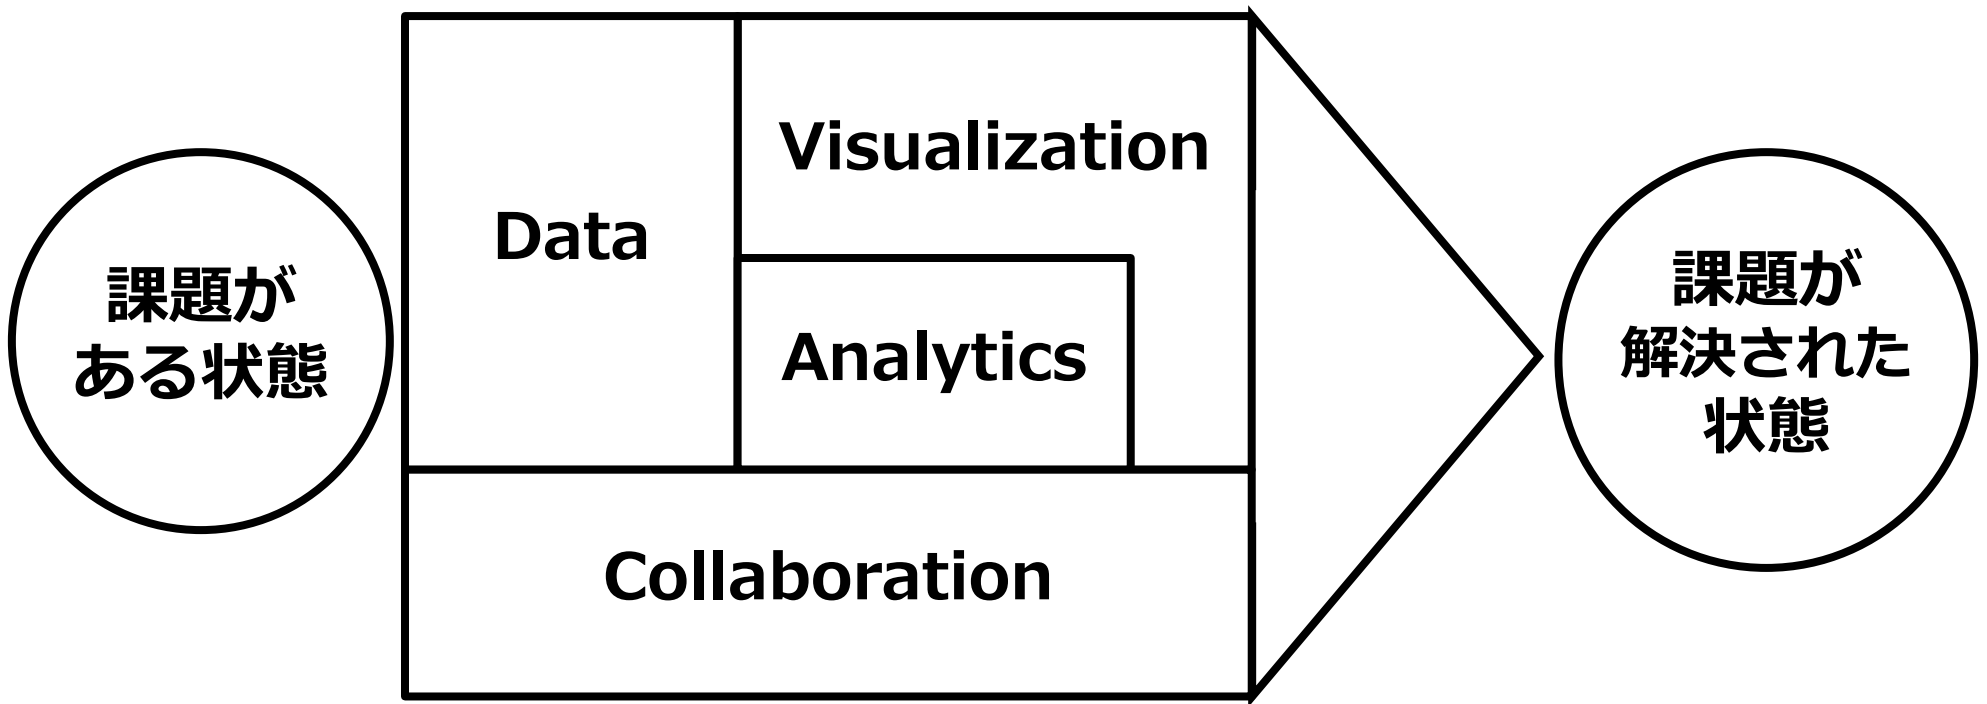 課題が
ある状態
Data
Visualization
Analytics
Collaboration
課題が
解決された
状態